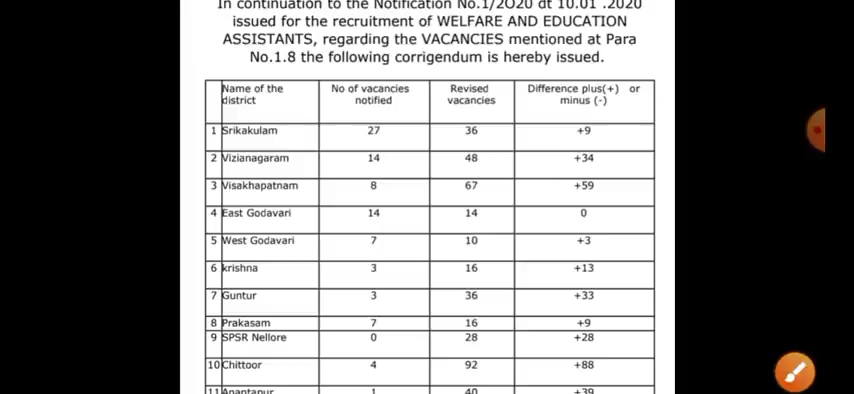 In continuation to the Notification No.1/2020 dt 10.01 .2020
issued for the recruitment of WELFARE AND EDUCATION
ASSISTANTS, regarding the VACANCIES mentioned at Para
No.1.8 the following corrigendum is hereby issued.
Name of the district No of vacancies notified Revised vacancies Difference plus(+) or minus (-)
1 Srikakulam 27 36 +9
2 Vizianagaram 14 48 +34
3 Visakhapatnam 8 67 +59
4 East Godavari 14 14 0
5 West Godavari 7 10 +3
6 krishna 3 16 +13
7 Guntur 3 36 +33
8 Prakasam 7 16 +9
9 SPSR Nellore 0 28 +28
10 Chittoor 4 92 +88
11 Anantapur 1 40 +39